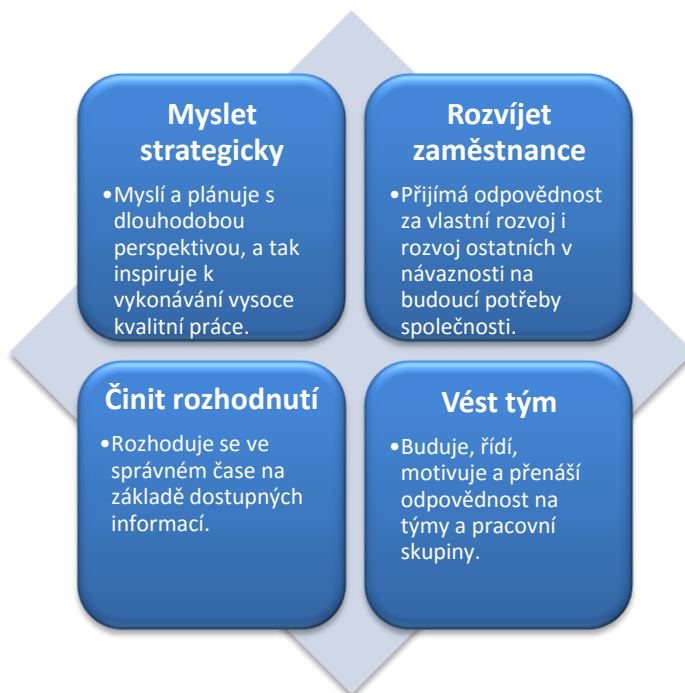 Myslet
strategicky
•Myslí a plánuje s
dlouhodobou
perspektivou, a tak
inspiruje k
vykonávání vysoce
kvalitní práce.
Rozvíjet
zaměstnance
•Přijímá odpovědnost
za vlastní rozvoj i
rozvoj ostatních v
návaznosti na
budoucí potřeby
společnosti.
Činit rozhodnutí
•Rozhoduje se ve
správném čase na
základě dostupných
informací.
Vést tým
•Buduje, řídí,
motivuje a přenáší
odpovědnost na
týmy a pracovní
skupiny.